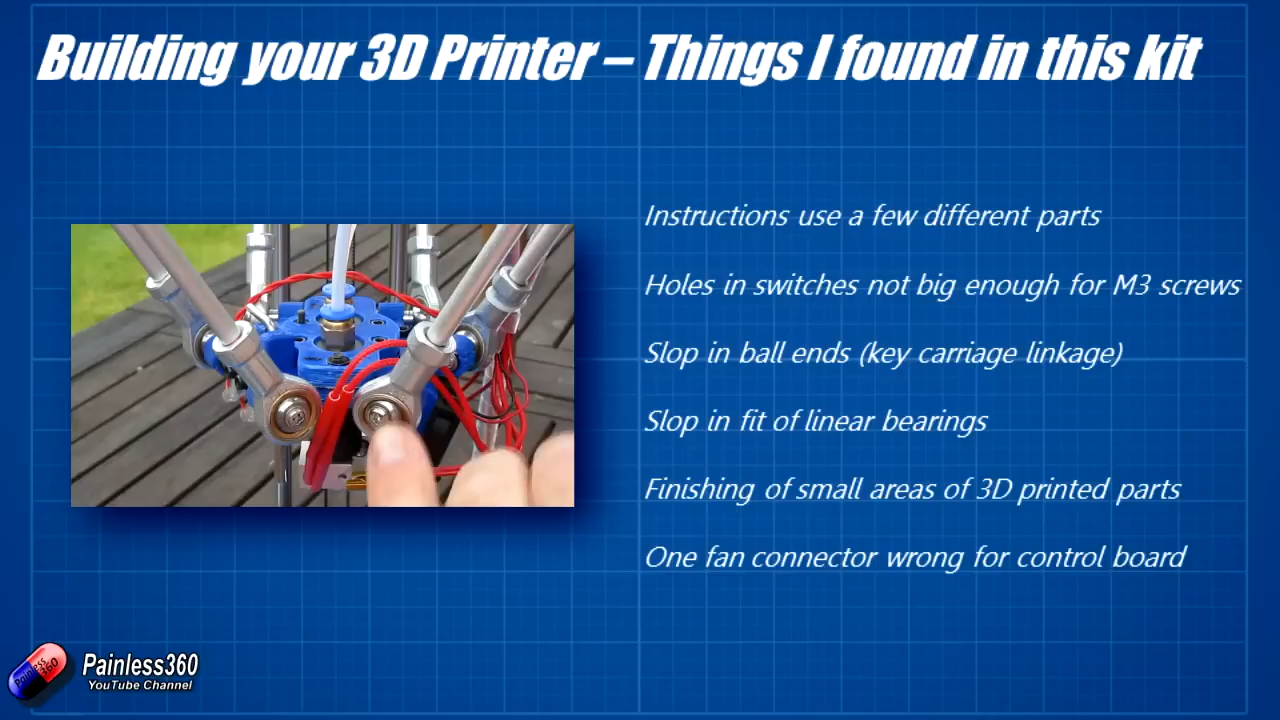 Building your 3D Printer – Things I found in this kit
Instructions use a few different parts
Holes in switches not big enough for M3 screws
Slop in ball ends (key carriage linkage)
Slop in fit of linear bearings
Finishing of small areas of 3D printed parts
One fan connector wrong for control board
Painless
360
Painless360
YouTube Channel